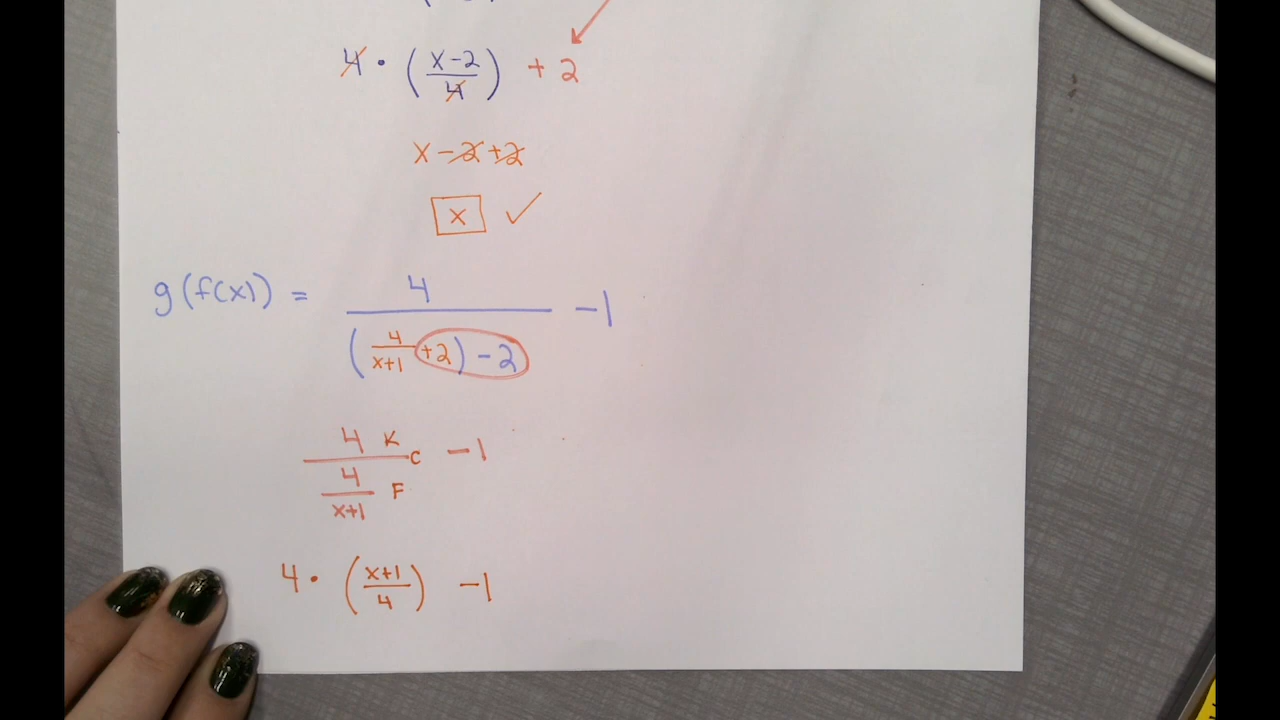 4 · (x-2/4) + 2
x - 2 + 2
x ✓
g(f(x)) = 4/((4/x+1 +2) - 2) - 1
4 K/C 4/x+1 F - 1
4 · (x+1/4) - 1